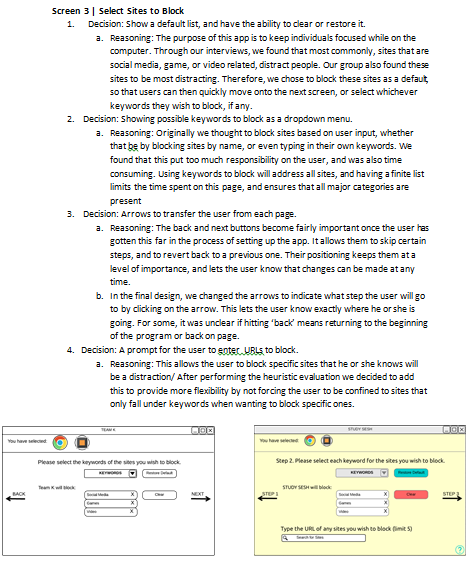 Screen 3 | Select Sites to Block
1. Decision: Show a default list, and have the ability to clear or restore it.
a. Reasoning: The purpose of this app is to keep individuals focused while on the
computer. Through our interviews, we found that most commonly, sites that are
social media, game, or video related, distract people. Our group also found these
sites to be most distracting. Therefore, we chose to block these sites as a default,
so that users can then quickly move onto the next screen, or select whichever
keywords they wish to block, if any.
2. Decision: Showing possible keywords to block as a dropdown menu.
a. Reasoning: Originally we thought to block sites based on user input, whether
that be by blocking sites by name, or even typing in their own keywords. We
found that this put too much responsibility on the user, and was also time
consuming. Using keywords to block will address all sites, and having a finite list
limits the time spent on this page, and ensures that all major categories are
present
3. Decision: Arrows to transfer the user from each page.
a. Reasoning: The back and next buttons become fairly important once the user has
gotten this far in the process of setting up the app. It allows them to skip certain
steps, and to revert back to a previous one. Their positioning keeps them at a
level of importance, and lets the user know that changes can be made at any
time.
b. In the final design, we changed the arrows to indicate what step the user will go
to by clicking on the arrow. This lets the user know exactly where he or she is
going. For some, it was unclear if hitting ‘back’ means returning to the beginning
of the program or back on page.
4. Decision: A prompt for the user to enter URLs to block.
a. Reasoning: This allows the user to block specific sites that he or she knows will
be a distraction/ After performing the heuristic evaluation we decided to add
this to provide more flexibility by not forcing the user to be confined to sites that
only fall under keywords when wanting to block specific ones.
TEAM K
You have selected:
Please select the keywords of the sites you wish to block.
KEYWORDS
Restore Default
Team K will block:
BACK
Social Media X
Clear
NEXT
Games X
Video X
STUDY SESH
You have selected:
Step 2. Please select each keyword for the sites you wish to block.
KEYWORDS
Restore Default
STUDY SESH will block:
STEP 1
Social Media X
Clear
STEP 3
Games X
Video X
Type the URL of any sites you wish to block (limit 5)
Search for Sites
?